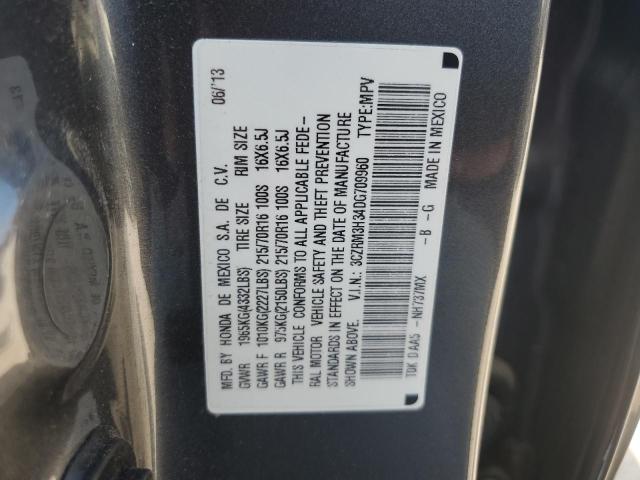 MFD. BY HONDA DE MEXICO S.A. DE C.V. 06/'13
GVWR 1965KG(4332LBS) TIRE SIZE RIM SIZE
GAWR F 1010KG(2227LBS) 215/70R16 100S 16X6.5J
GAWR R 975KG(2150LBS) 215/70R16 100S 16X6.5J
THIS VEHICLE CONFORMS TO ALL APPLICABLE FEDE-
RAL MOTOR VEHICLE SAFETY AND THEFT PREVENTION
STANDARDS IN EFFECT ON THE DATE OF MANUFACTURE
SHOWN ABOVE. V.I.N.: 3CZRM3H34DG709960 TYPE:MPV
TDK DAA5 -NH737MX -B -G MADE IN MEXICO